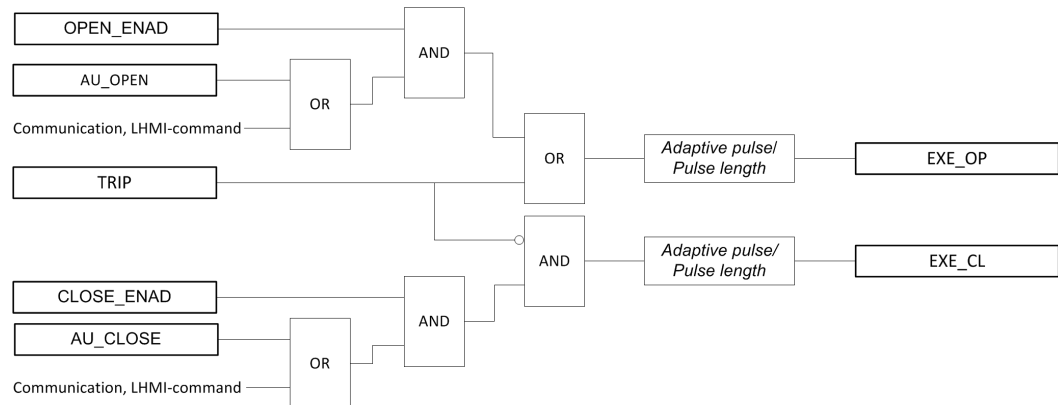 OPEN_ENAD
AND
AU_OPEN
OR
Communication, LHMI-command
TRIP
OR
Adaptive pulse/
Pulse length
EXE_OP
AND
Adaptive pulse/
Pulse length
EXE_CL
CLOSE_ENAD
AND
AU_CLOSE
OR
Communication, LHMI-command